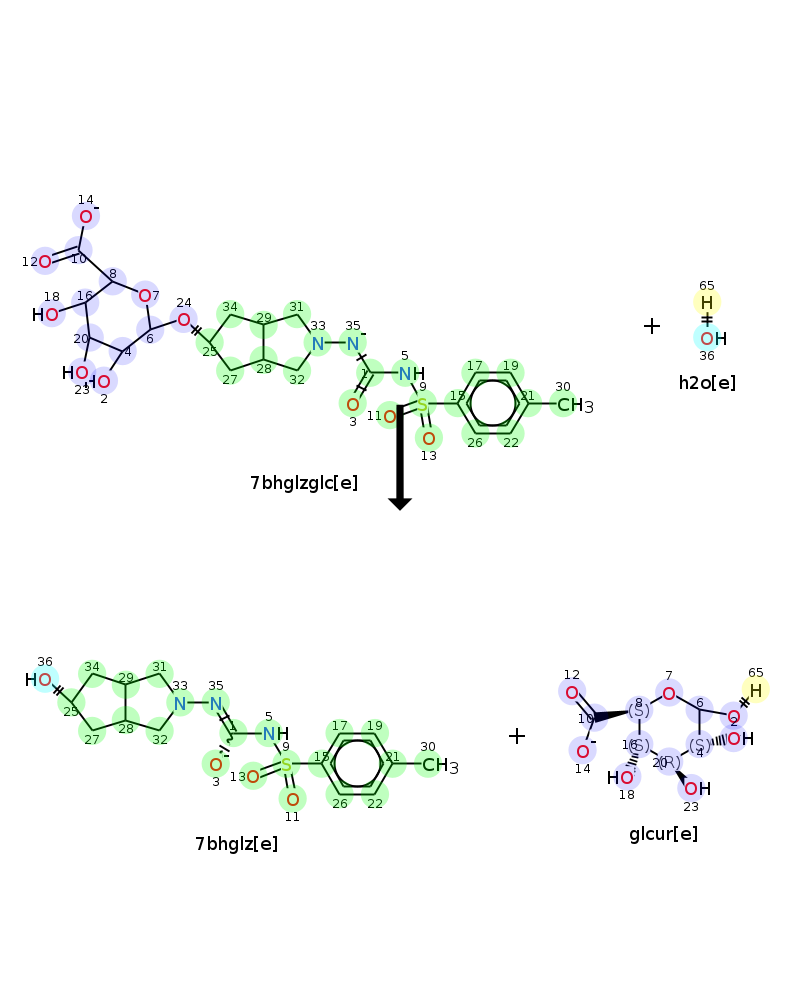 14
O -
12 O 10 8
18 16 O 7 24 34 31 65
HO O 29 33 35 - H
20 4 6 25 N N 5 + OH
HO HO 27 28 32 1 NH 17 19 36
23 2 O 9 15 21 30 h2o[e]
3 11 O S CH3
O 26 22
13
7bhglzglc[e]
36 34 31 12 7 65
HO 29 33 35 O O 6 H
25 N N 5 8 (S) O 2
27 28 32 1 NH 17 19 10 16 (S) (S) OH
O - 9 15 21 30 + O - 20 (R) 4
3 13 O S CH3 14 HO OH
O 26 22 18 23
11
7bhglz[e] glcur[e]